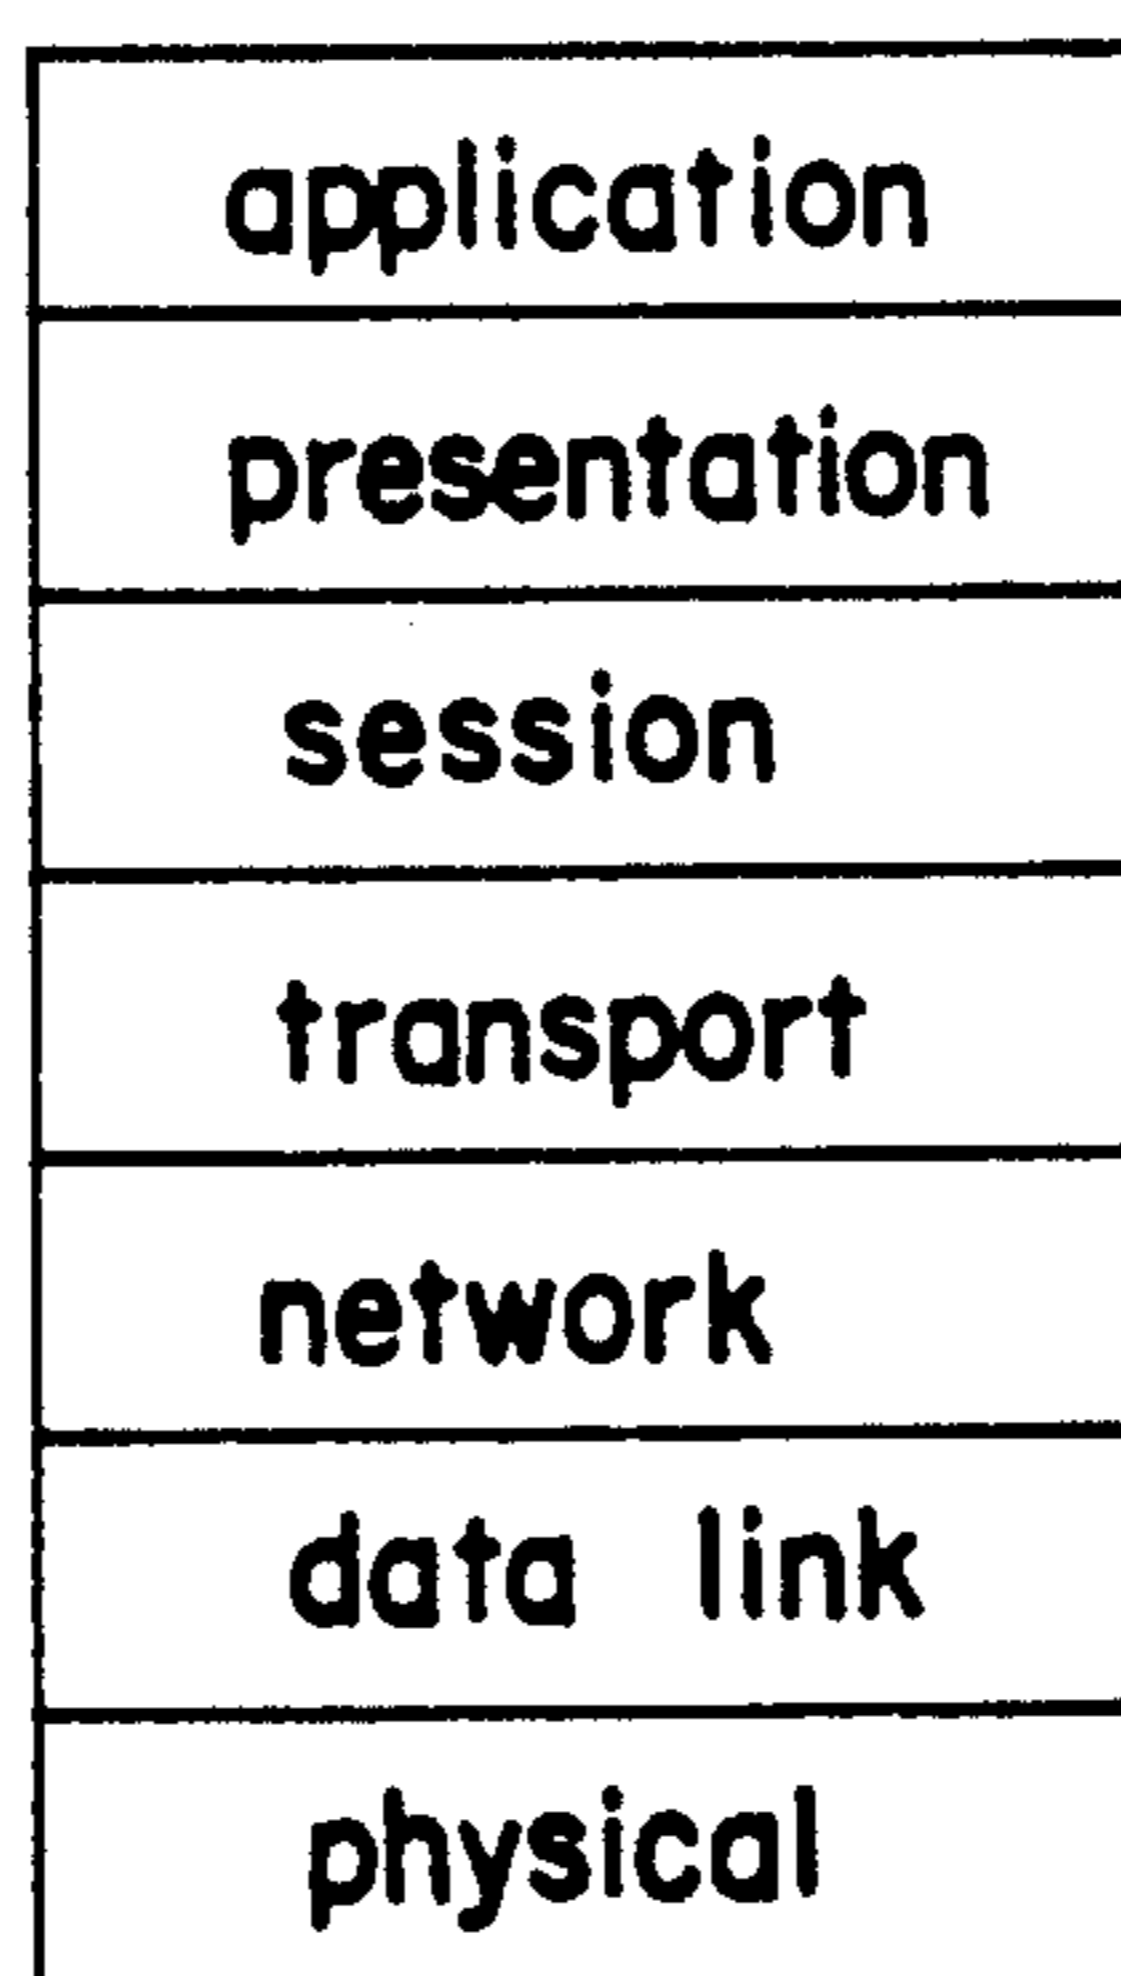 application
presentation
session
transport
network
data link
physical